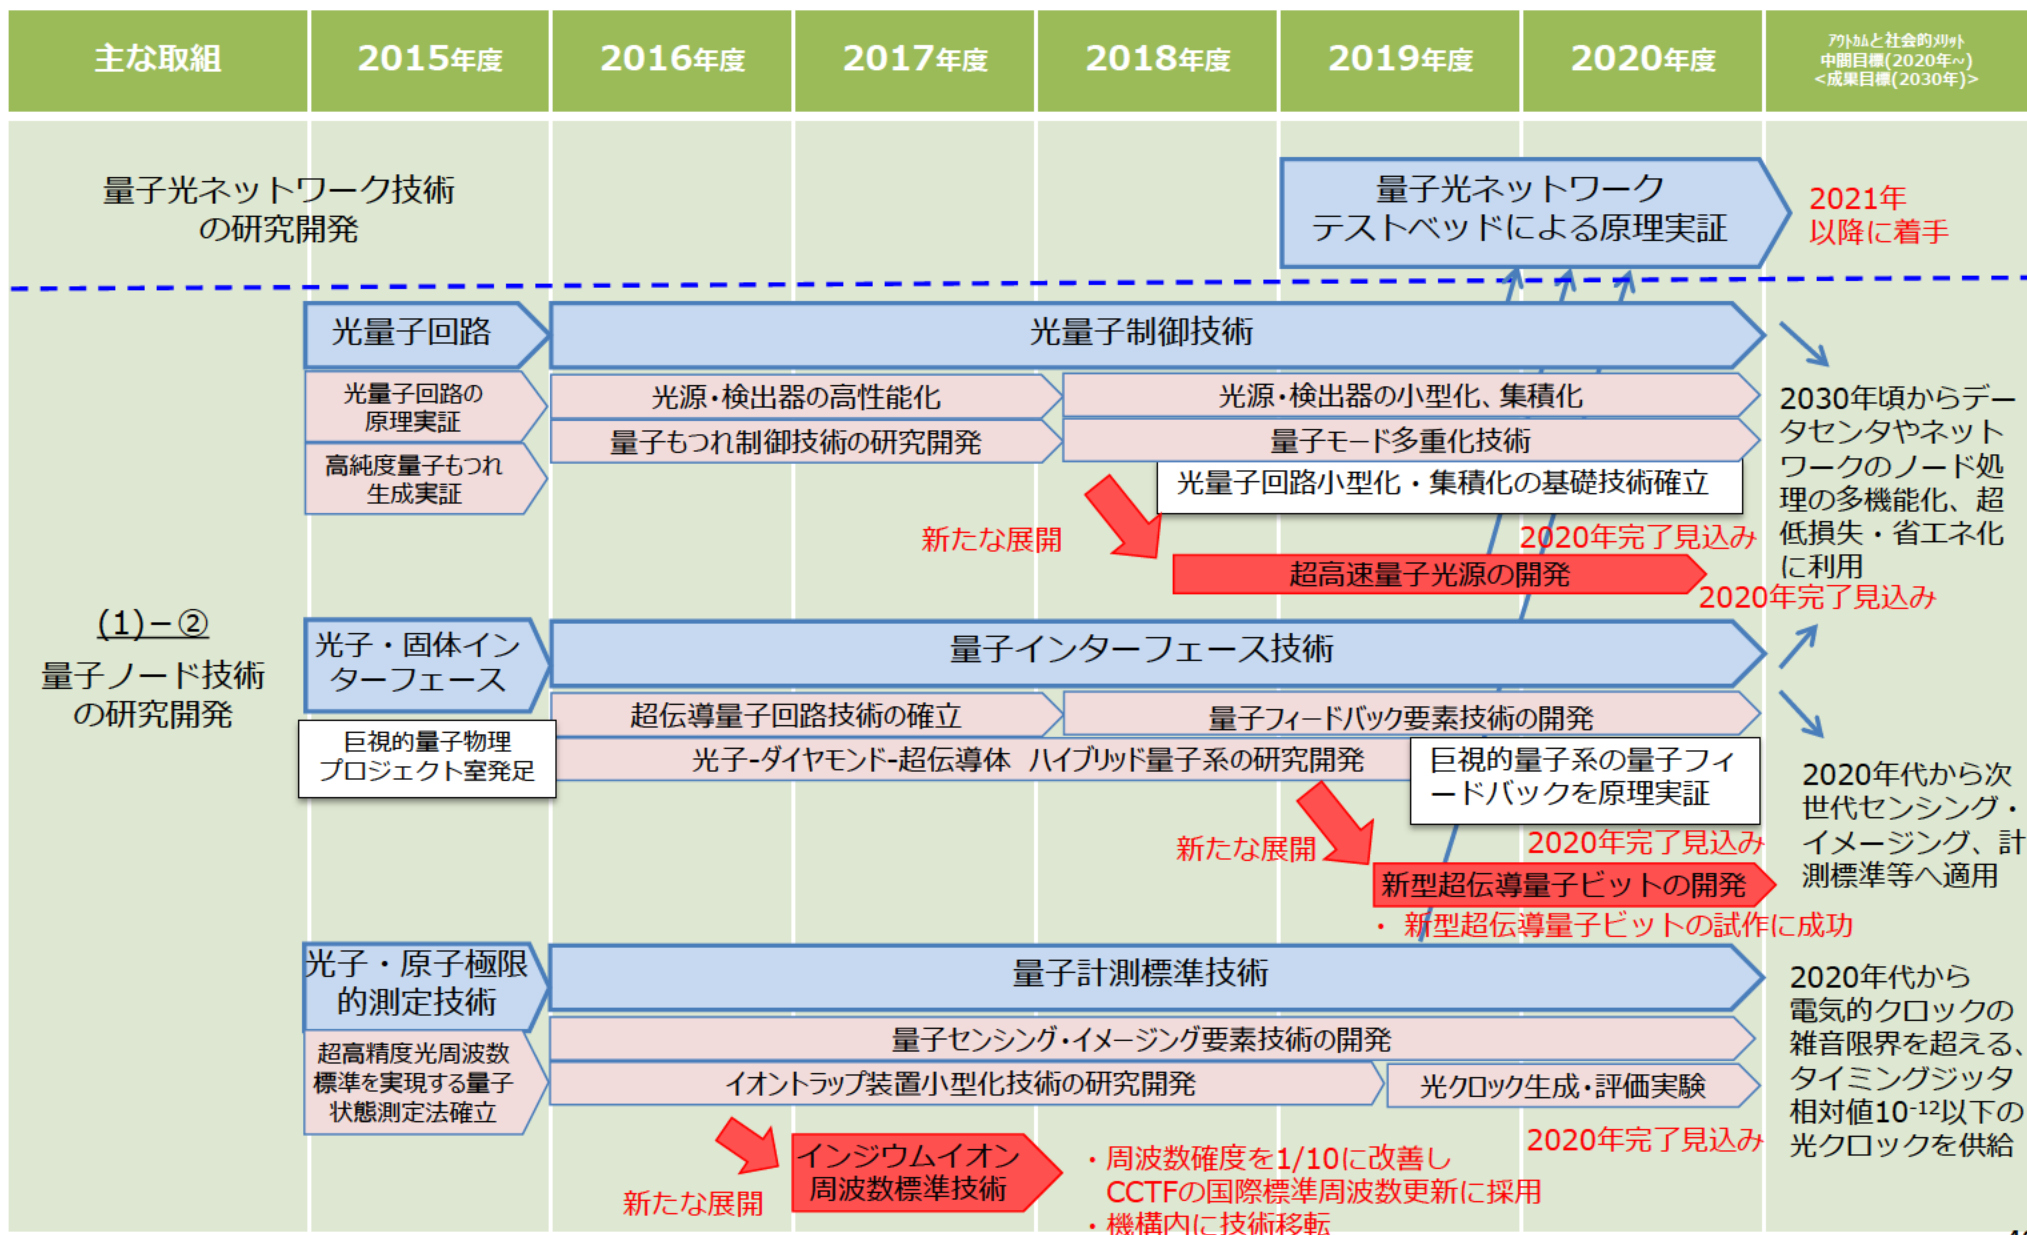 主な取組
2015年度
2016年度
2017年度
2018年度
2019年度
2020年度
ｱｳﾄｶﾑと社会的ﾒﾘｯﾄ
中間目標(2020年~)
<成果目標(2030年)>
量子光ネットワーク技術
の研究開発
量子光ネットワーク
テストベッドによる原理実証
2021年
以降に着手
(1)－②
量子ノード技術
の研究開発
光量子回路
光量子制御技術
光量子回路の
原理実証
高純度量子もつれ
生成実証
光源・検出器の高性能化
光源・検出器の小型化、集積化
量子もつれ制御技術の研究開発
量子モード多重化技術
光量子回路小型化・集積化の基礎技術確立
新たな展開
2020年完了見込み
超高速量子光源の開発
2020年完了見込み
2030年頃からデー
タセンタやネット
ワークのノード処
理の多機能化、超
低損失・省エネ化
に利用
光子・固体イン
ターフェース
量子インターフェース技術
超伝導量子回路技術の確立
量子フィードバック要素技術の開発
巨視的量子物理
プロジェクト室発足
光子-ダイヤモンド-超伝導体 ハイブリッド量子系の研究開発
巨視的量子系の量子フィ
ードバックを原理実証
新たな展開
2020年完了見込み
新型超伝導量子ビットの開発
・ 新型超伝導量子ビットの試作に成功
2020年代から次
世代センシング・
イメージング、計
測標準等へ適用
光子・原子極限
的測定技術
量子計測標準技術
超高精度光周波数
標準を実現する量子
状態測定法確立
量子センシング・イメージング要素技術の開発
イオントラップ装置小型化技術の研究開発
光クロック生成・評価実験
2020年完了見込み
新たな展開
インジウムイオン
周波数標準技術
・周波数確度を1/10に改善し
CCTFの国際標準周波数更新に採用
・機構内に技術移転
2020年代から
電気的クロックの
雑音限界を超える、
タイミングジッタ
相対値10⁻¹²以下の
光クロックを供給